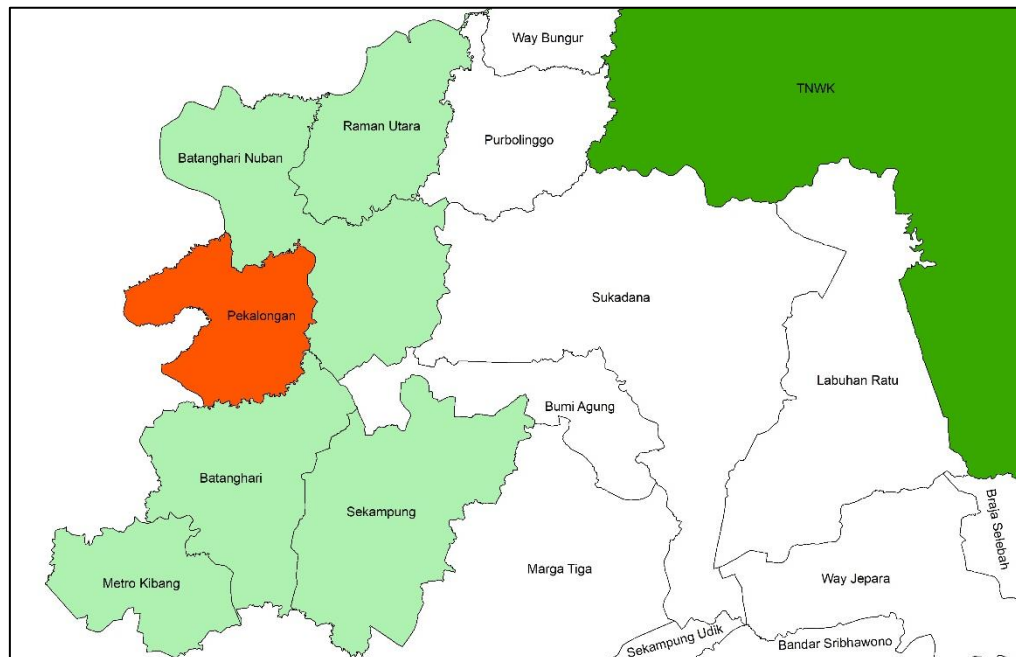 Way Bungur
TNWK
Raman Utara
Purbolinggo
Batanghari Nuban
Sukadana
Pekalongan
Labuhan Ratu
Bumi Agung
Batanghari
Sekampung
Braja Selebah
Marga Tiga
Metro Kibang
Way Jepara
Sekampung Udik
Bandar Sribhawono